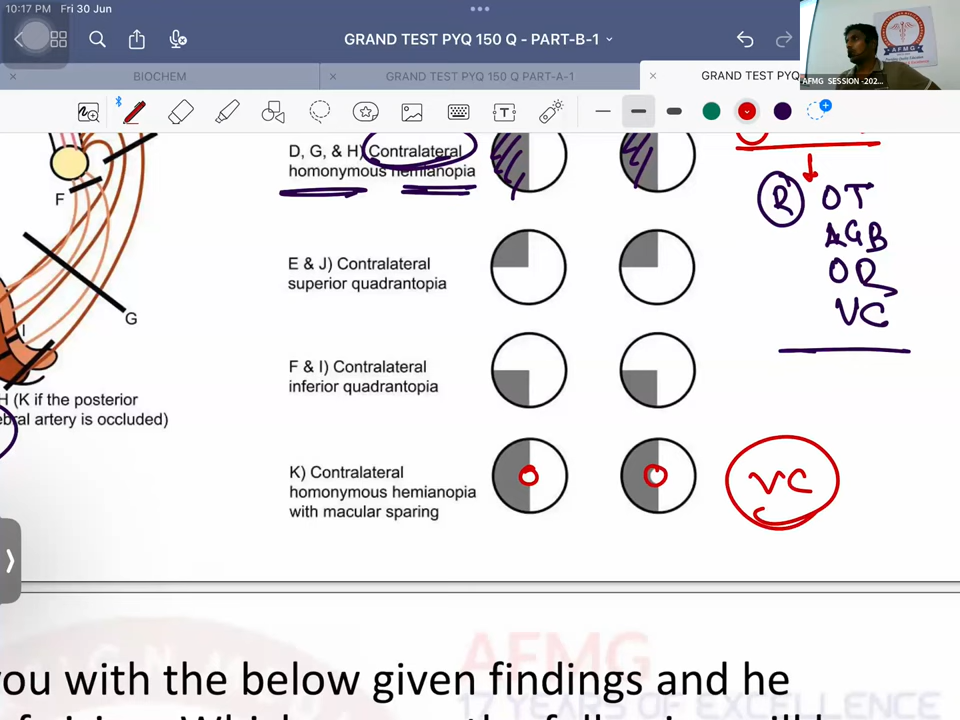 10:17 PM Fri 30 Jun
GRAND TEST PYQ 150 Q - PART-B-1
AFMG
AFMG SESSION -202...
BIOCHEM
GRAND TEST PYQ 150 Q PART-A-1
GRAND TEST PYQ
D, G, & H) Contralateral
homonymous hemianopia
R OT
LGB
OR
VC
F
E & J) Contralateral
superior quadrantopia
G
I
F & I) Contralateral
inferior quadrantopia
H (K if the posterior
ebral artery is occluded)
K) Contralateral
homonymous hemianopia
with macular sparing
VC
AFMG
17 YEARS OF EXCELLENCE
you with the below given findings and he